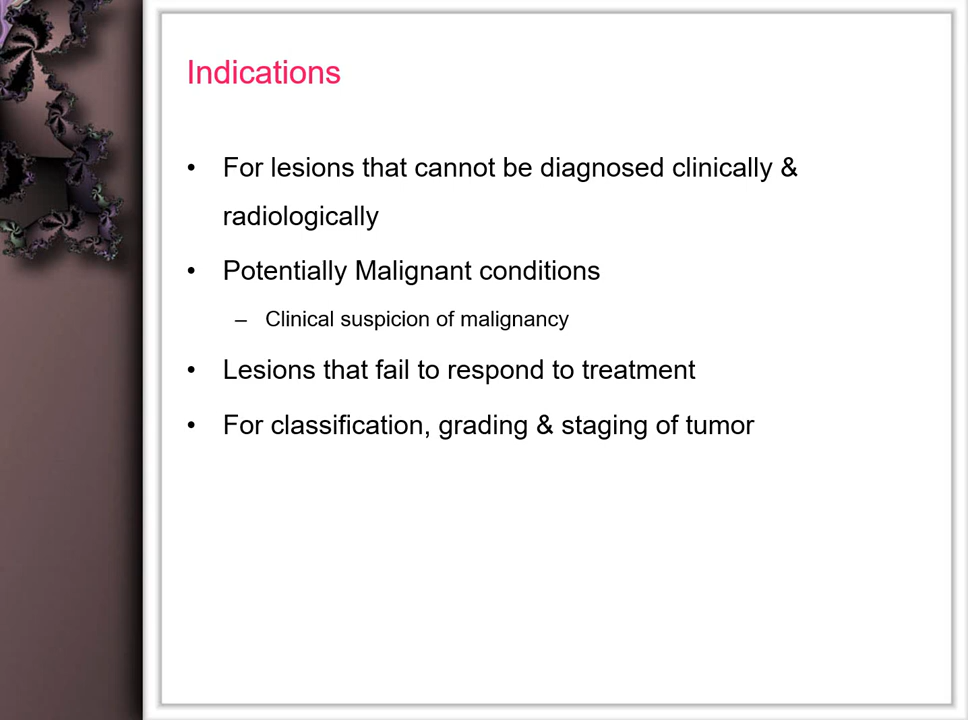 Indications
• For lesions that cannot be diagnosed clinically &
radiologically
• Potentially Malignant conditions
– Clinical suspicion of malignancy
• Lesions that fail to respond to treatment
• For classification, grading & staging of tumor